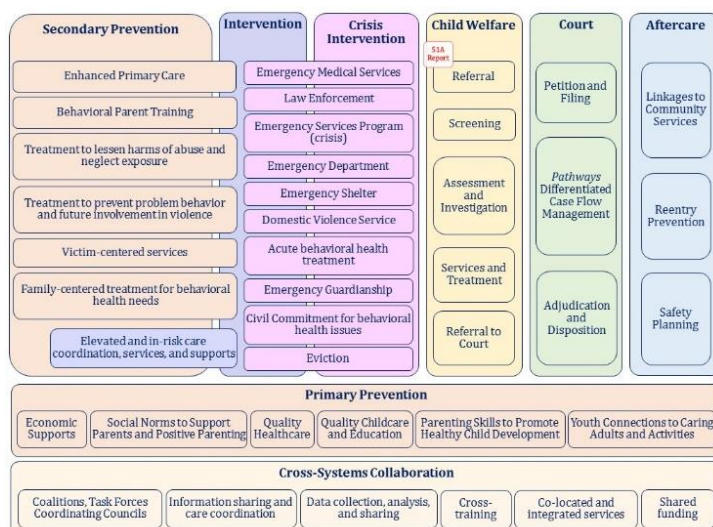 Secondary Prevention
Enhanced Primary Care
Behavioral Parent Training
Treatment to lessen harms of abuse and
neglect exposure
Treatment to prevent problem behavior
and future involvement in violence
Victim-centered services
Family-centered treatment for behavioral
health needs
Elevated and in-risk care
coordination, services, and supports
Intervention
Crisis
Intervention
Emergency Medical Services
Law Enforcement
Emergency Services Program
(crisis)
Emergency Department
Emergency Shelter
Domestic Violence Service
Acute behavioral health
treatment
Emergency Guardianship
Civil Commitment for behavioral
health issues
Eviction
Child Welfare
51A
Report
Referral
Screening
Assessment and
Investigation
Services and
Treatment
Referral to
Court
Court
Petition and
Filing
Pathways
Differentiated
Case Flow
Management
Adjudication and
Disposition
Aftercare
Linkages to
Community
Services
Reentry
Prevention
Safety
Planning
Primary Prevention
Economic
Supports
Social Norms to Support
Parents and Positive Parenting
Quality
Healthcare
Quality Childcare
and Education
Parenting Skills to Promote
Healthy Child Development
Youth Connections to Caring
Adults and Activities
Cross-Systems Collaboration
Coalitions, Task Forces
Coordinating Councils
Information sharing and
care coordination
Data collection, analysis,
and sharing
Cross-
training
Co-located and
integrated services
Shared
funding